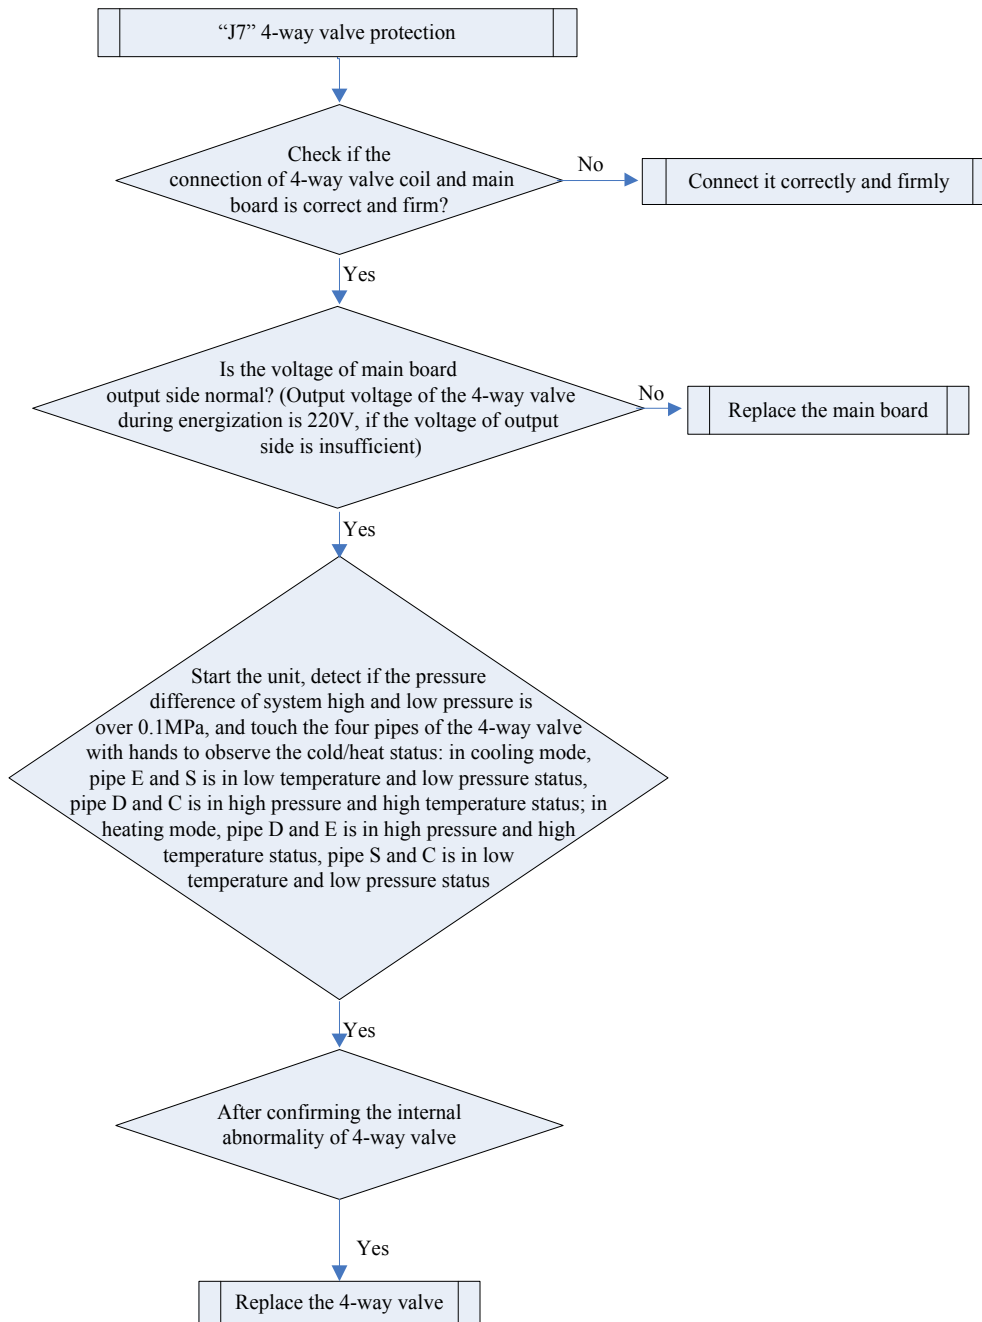 “J7” 4-way valve protection
Check if the
connection of 4-way valve coil and main
board is correct and firm?
No
Connect it correctly and firmly
Yes
Is the voltage of main board
output side normal? (Output voltage of the 4-way valve
during energization is 220V, if the voltage of output
side is insufficient)
No
Replace the main board
Yes
Start the unit, detect if the pressure
difference of system high and low pressure is
over 0.1MPa, and touch the four pipes of the 4-way valve
with hands to observe the cold/heat status: in cooling mode,
pipe E and S is in low temperature and low pressure status,
pipe D and C is in high pressure and high temperature status; in
heating mode, pipe D and E is in high pressure and high
temperature status, pipe S and C is in low
temperature and low pressure status
Yes
After confirming the internal
abnormality of 4-way valve
Yes
Replace the 4-way valve